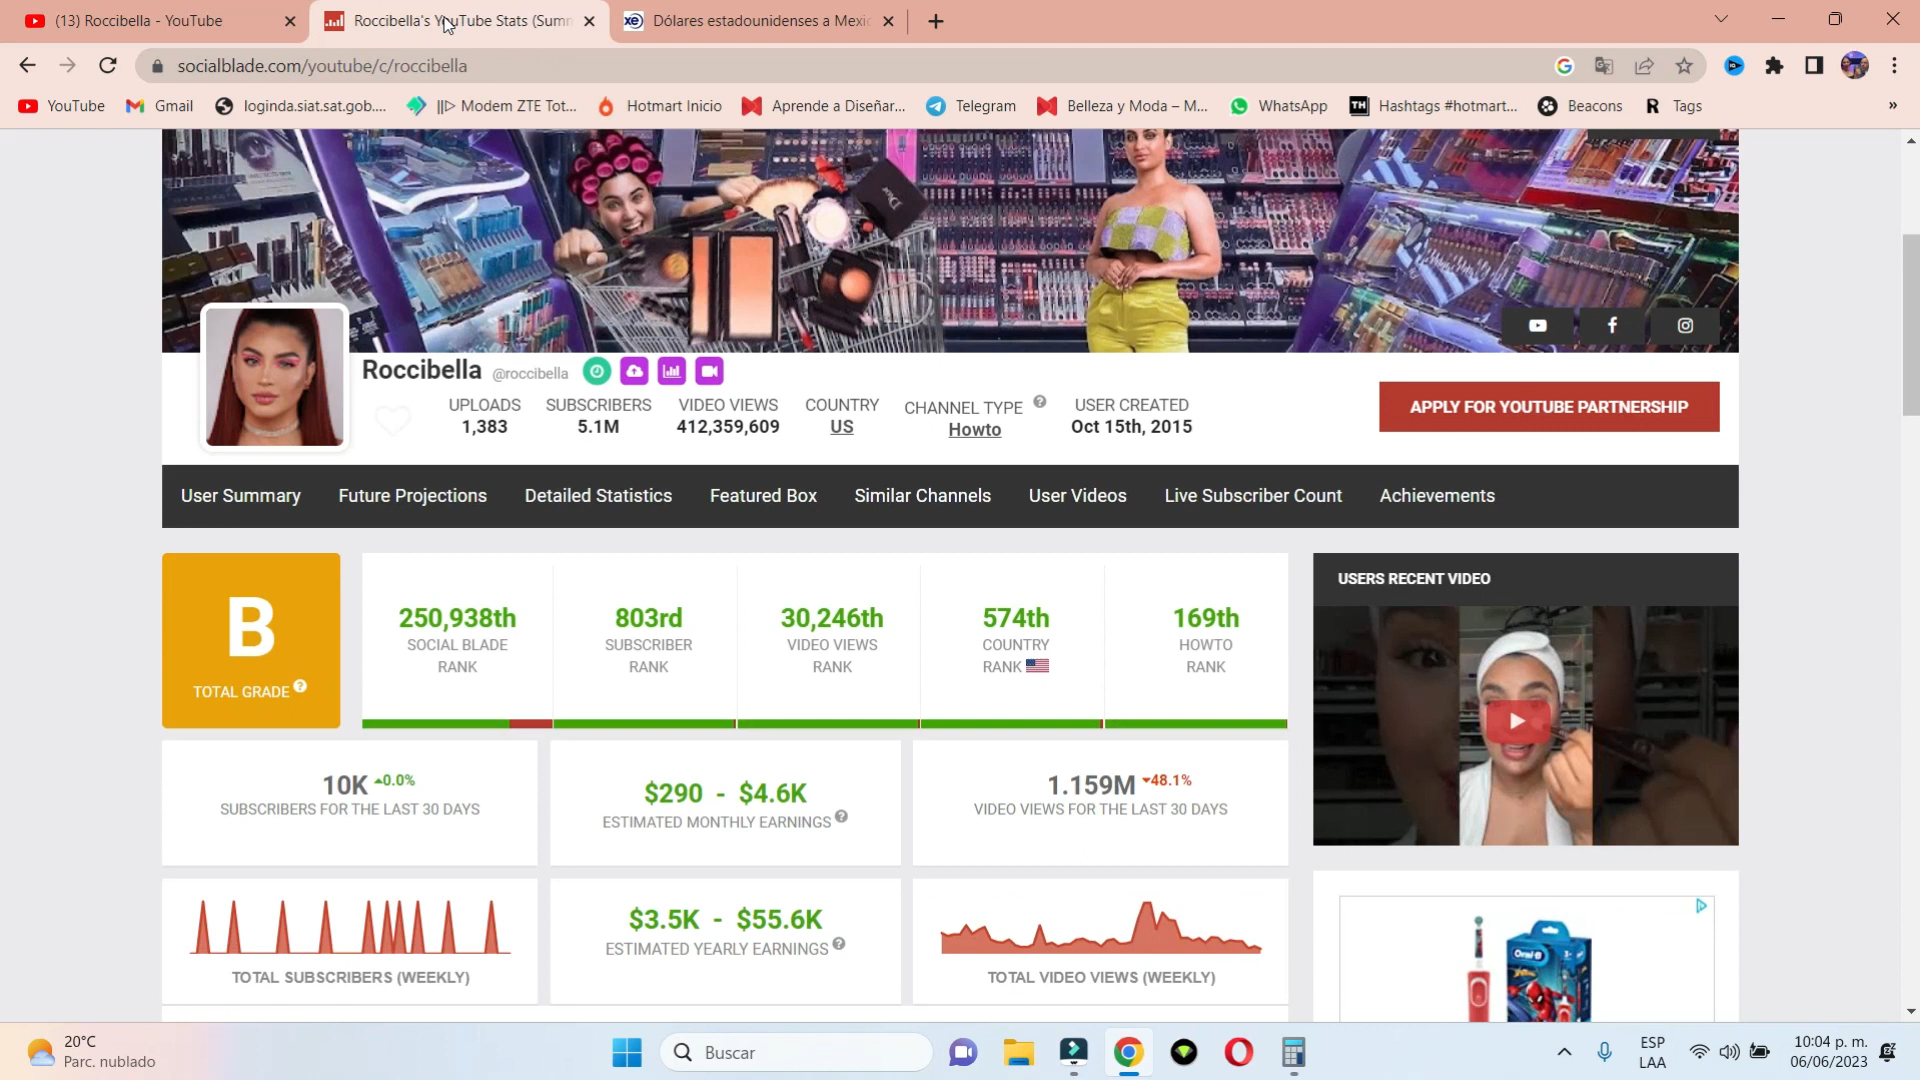 (13) Roccibella - YouTube
Roccibella's YouTube Stats (Summ
xe Dólares estadounidenses a Mexic
socialblade.com/youtube/c/roccibella
YouTube Gmail loginda.siat.sat.gob.... ||▷ Modem ZTE Tot... Hotmart Inicio Aprende a Diseñar... Telegram Belleza y Moda – M... WhatsApp TH Hashtags #hotmart... Beacons R Tags »
Dior
Roccibella @roccibella
UPLOADS SUBSCRIBERS VIDEO VIEWS COUNTRY CHANNEL TYPE ? USER CREATED
1,383 5.1M 412,359,609 US Howto Oct 15th, 2015
APPLY FOR YOUTUBE PARTNERSHIP
User Summary Future Projections Detailed Statistics Featured Box Similar Channels User Videos Live Subscriber Count Achievements
B
TOTAL GRADE ?
250,938th
SOCIAL BLADE
RANK
803rd
SUBSCRIBER
RANK
30,246th
VIDEO VIEWS
RANK
574th
COUNTRY
RANK
169th
HOWTO
RANK
USERS RECENT VIDEO
10K 0.0%
SUBSCRIBERS FOR THE LAST 30 DAYS
$290 - $4.6K
ESTIMATED MONTHLY EARNINGS ?
1.159M 48.1%
VIDEO VIEWS FOR THE LAST 30 DAYS
TOTAL SUBSCRIBERS (WEEKLY)
$3.5K - $55.6K
ESTIMATED YEARLY EARNINGS ?
TOTAL VIDEO VIEWS (WEEKLY)
Oral-B
20°C
Parc. nublado
Buscar
ESP
LAA
10:04 p. m.
06/06/2023